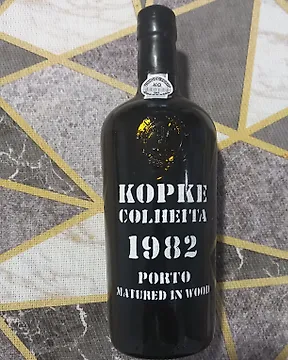 KOPKE
COLHEITA
1982
PORTO
MATURED IN WOOD